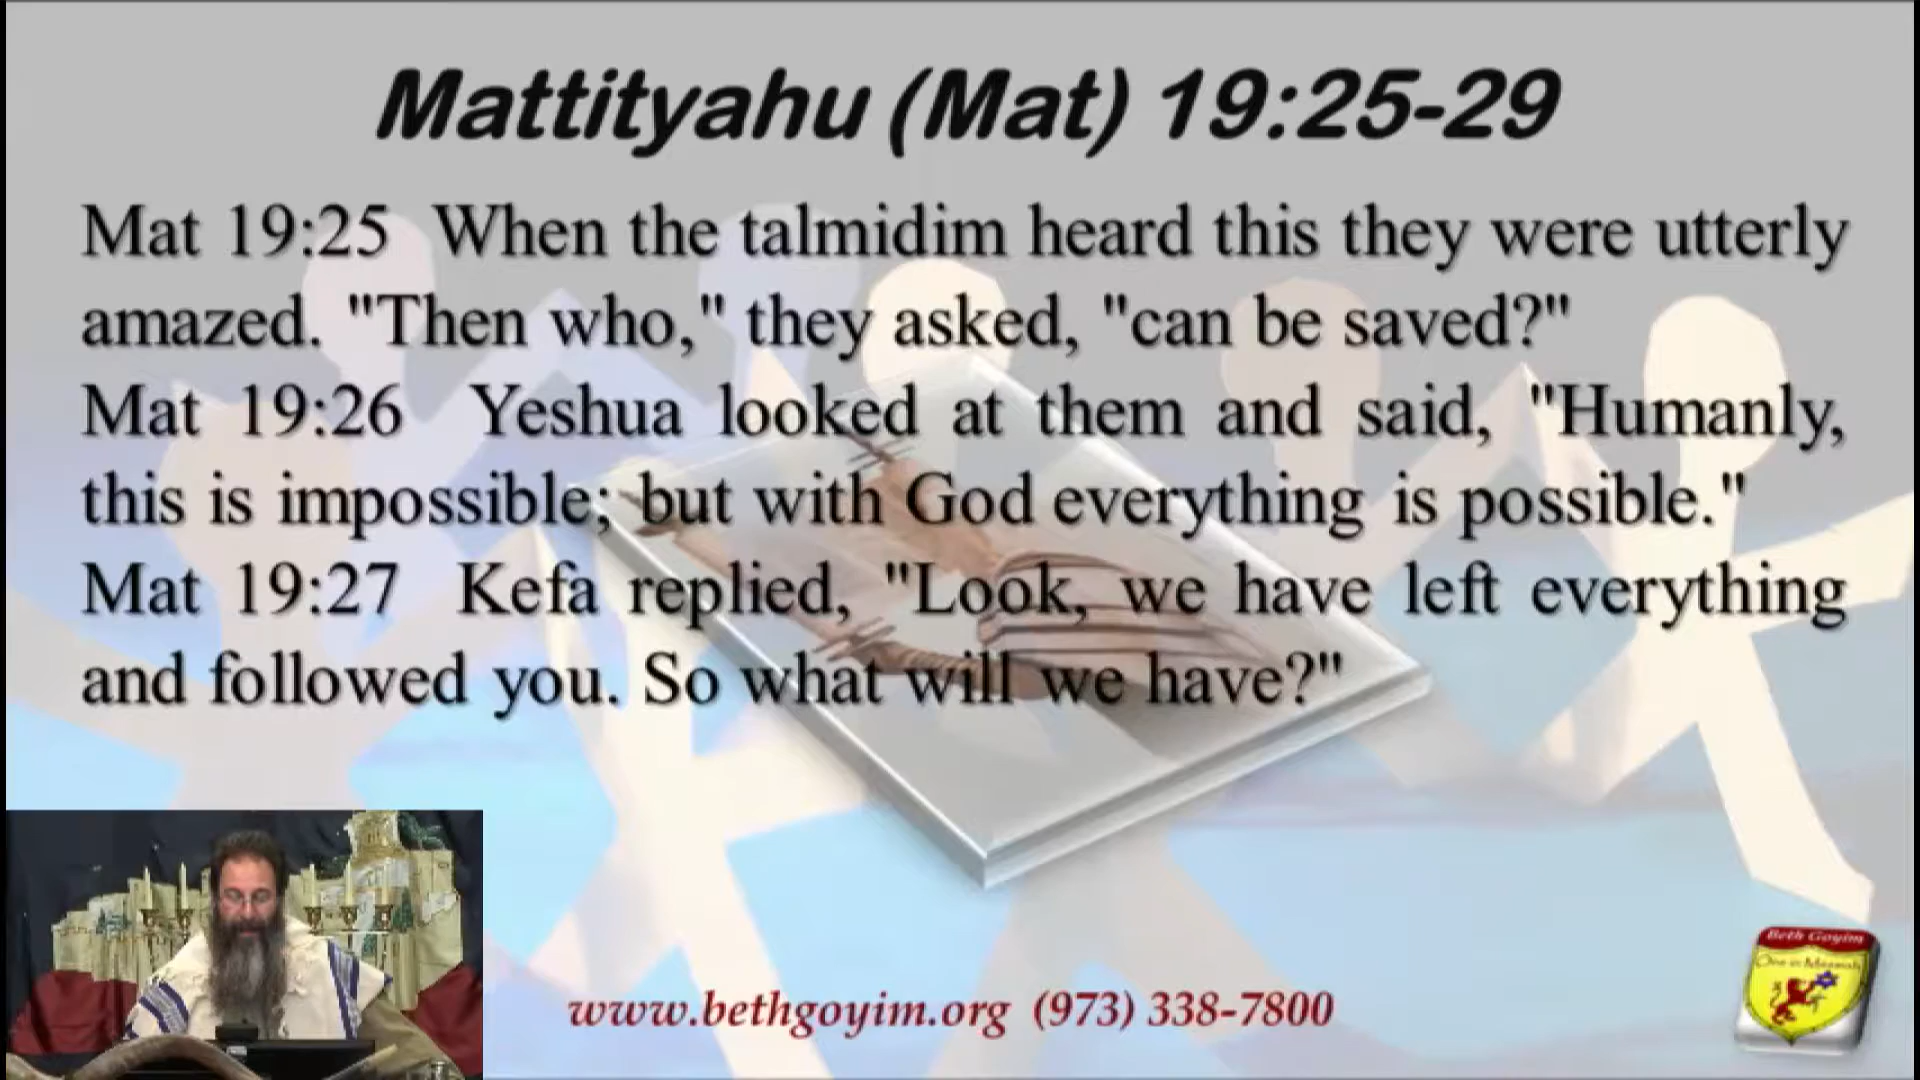 Mattityahu (Mat) 19:25-29
Mat 19:25 When the talmidim heard this they were utterly
amazed. "Then who," they asked, "can be saved?"
Mat 19:26 Yeshua looked at them and said, "Humanly,
this is impossible; but with God everything is possible."
Mat 19:27 Kefa replied, "Look, we have left everything
and followed you. So what will we have?"
Beth Goyim
One in Messiah
www.bethgoyim.org (973) 338-7800